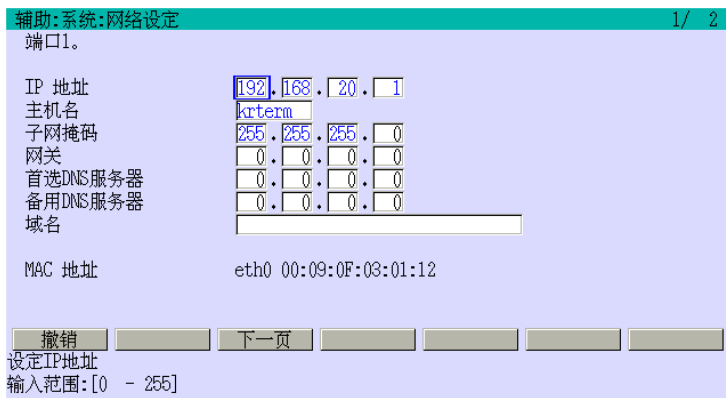 辅助:系统:网络设定 1/ 2
端口1。
IP 地址 192.168.20.1
主机名 krterm
子网掩码 255.255.255.0
网关 0.0.0.0
首选DNS服务器 0.0.0.0
备用DNS服务器 0.0.0.0
域名
MAC 地址 eth0 00:09:0F:03:01:12
撤销 下一页
设定IP地址
输入范围:[0 - 255]